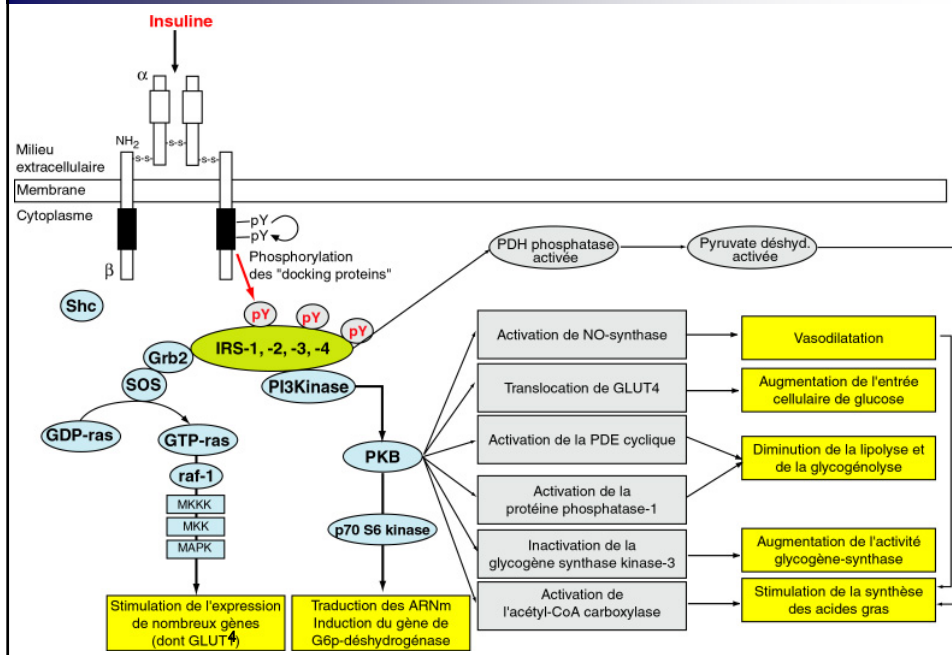 Insuline
α
NH2
-s-s-
-s-s-
-s-s-
Milieu
extracellulaire
Membrane
Cytoplasme
pY
pY
β
Phosphorylation
des "docking proteins"
PDH phosphatase
activée
Pyruvate déshyd.
activée
Shc
pY
pY
pY
IRS-1, -2, -3, -4
Grb2
SOS
PI3Kinase
GDP-ras
GTP-ras
raf-1
MKKK
MKK
MAPK
PKB
p70 S6 kinase
Activation de NO-synthase
Vasodilatation
Translocation de GLUT4
Augmentation de l'entrée
cellulaire de glucose
Activation de la PDE cyclique
Activation de la
protéine phosphatase-1
Diminution de la lipolyse et
de la glycogénolyse
Inactivation de la
glycogène synthase kinase-3
Augmentation de l'activité
glycogène-synthase
Activation de
l'acétyl-CoA carboxylase
Stimulation de la synthèse
des acides gras
Stimulation de l'expression
de nombreux gènes
(dont GLUT4)
Traduction des ARNm
Induction du gène de
G6p-déshydrogénase